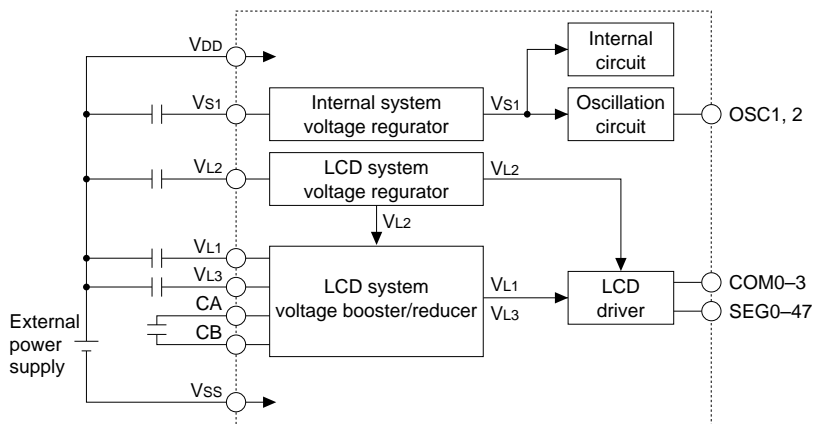 VDD
Internal
circuit
VS1
Internal system
voltage regurator
VS1
Oscillation
circuit
OSC1, 2
VL2
LCD system
voltage regurator
VL2
VL2
VL1
VL3
CA
CB
LCD system
voltage booster/reducer
VL1
VL3
LCD
driver
COM0–3
SEG0–47
External
power
supply
VSS